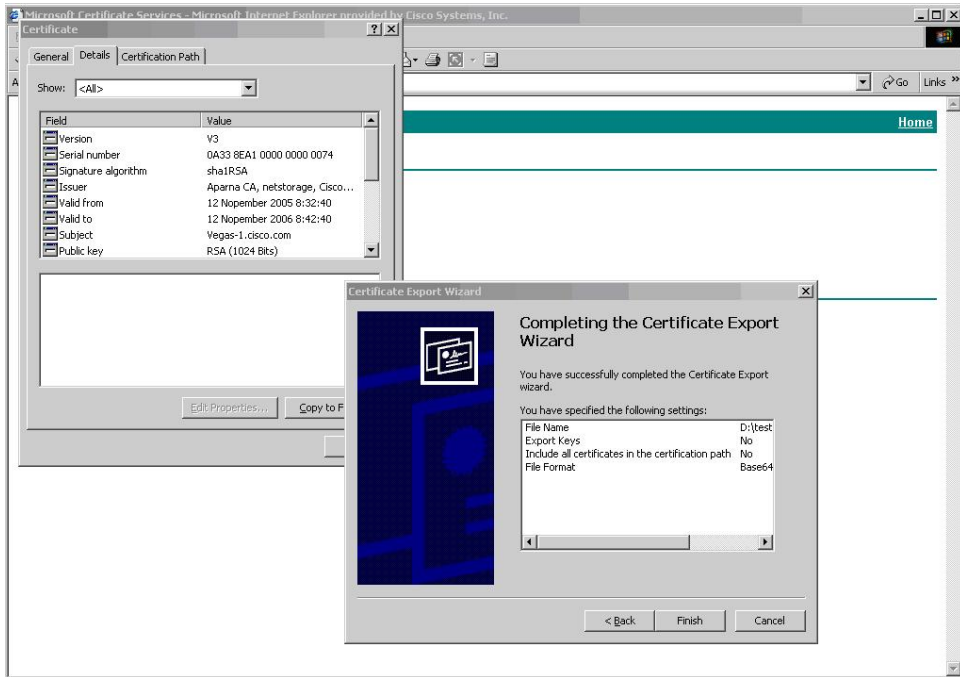 Microsoft Certificate Services - Microsoft Internet Explorer provided by Cisco Systems, Inc.
Certificate
General Details Certification Path
Go Links »
Show: <All>
Home
Field Value
Version V3
Serial number 0A33 8EA1 0000 0000 0074
Signature algorithm sha1RSA
Issuer Aparna CA, netstorage, Cisco...
Valid from 12 Nopember 2005 8:32:40
Valid to 12 Nopember 2006 8:42:40
Subject Vegas-1.cisco.com
Public key RSA (1024 Bits)
Edit Properties... Copy to F
Certificate Export Wizard
Completing the Certificate Export
Wizard
You have successfully completed the Certificate Export
wizard.
You have specified the following settings:
File Name D:\test
Export Keys No
Include all certificates in the certification path No
File Format Base64
< Back Finish Cancel